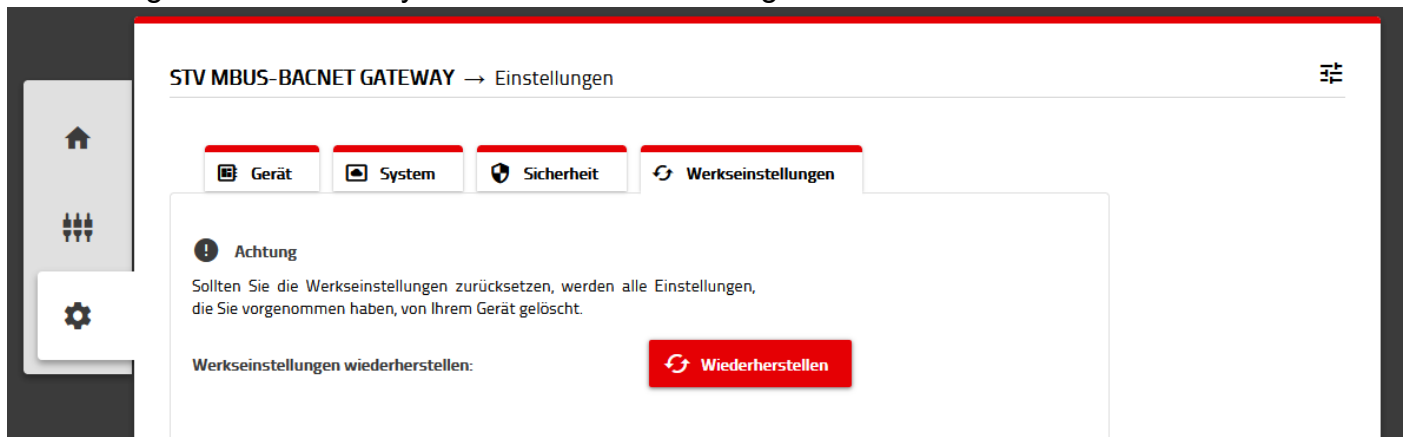 STV MBUS-BACNET GATEWAY → Einstellungen
Gerät System Sicherheit Werkseinstellungen
Achtung
Sollten Sie die Werkseinstellungen zurücksetzen, werden alle Einstellungen,
die Sie vorgenommen haben, von Ihrem Gerät gelöscht.
Werkseinstellungen wiederherstellen: Wiederherstellen